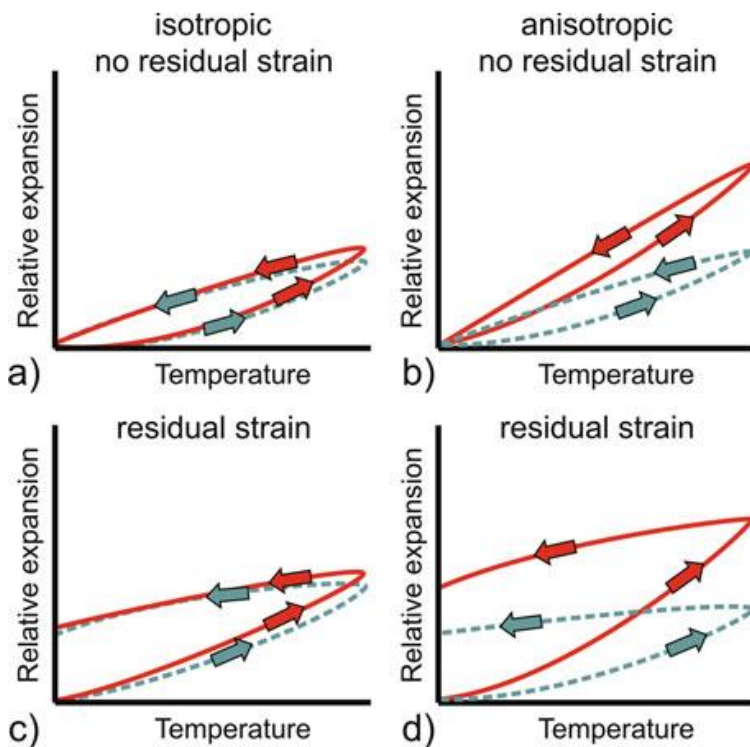 isotropic
no residual strain
Relative expansion
a)
Temperature
anisotropic
no residual strain
Relative expansion
b)
Temperature
residual strain
Relative expansion
c)
Temperature
residual strain
Relative expansion
d)
Temperature